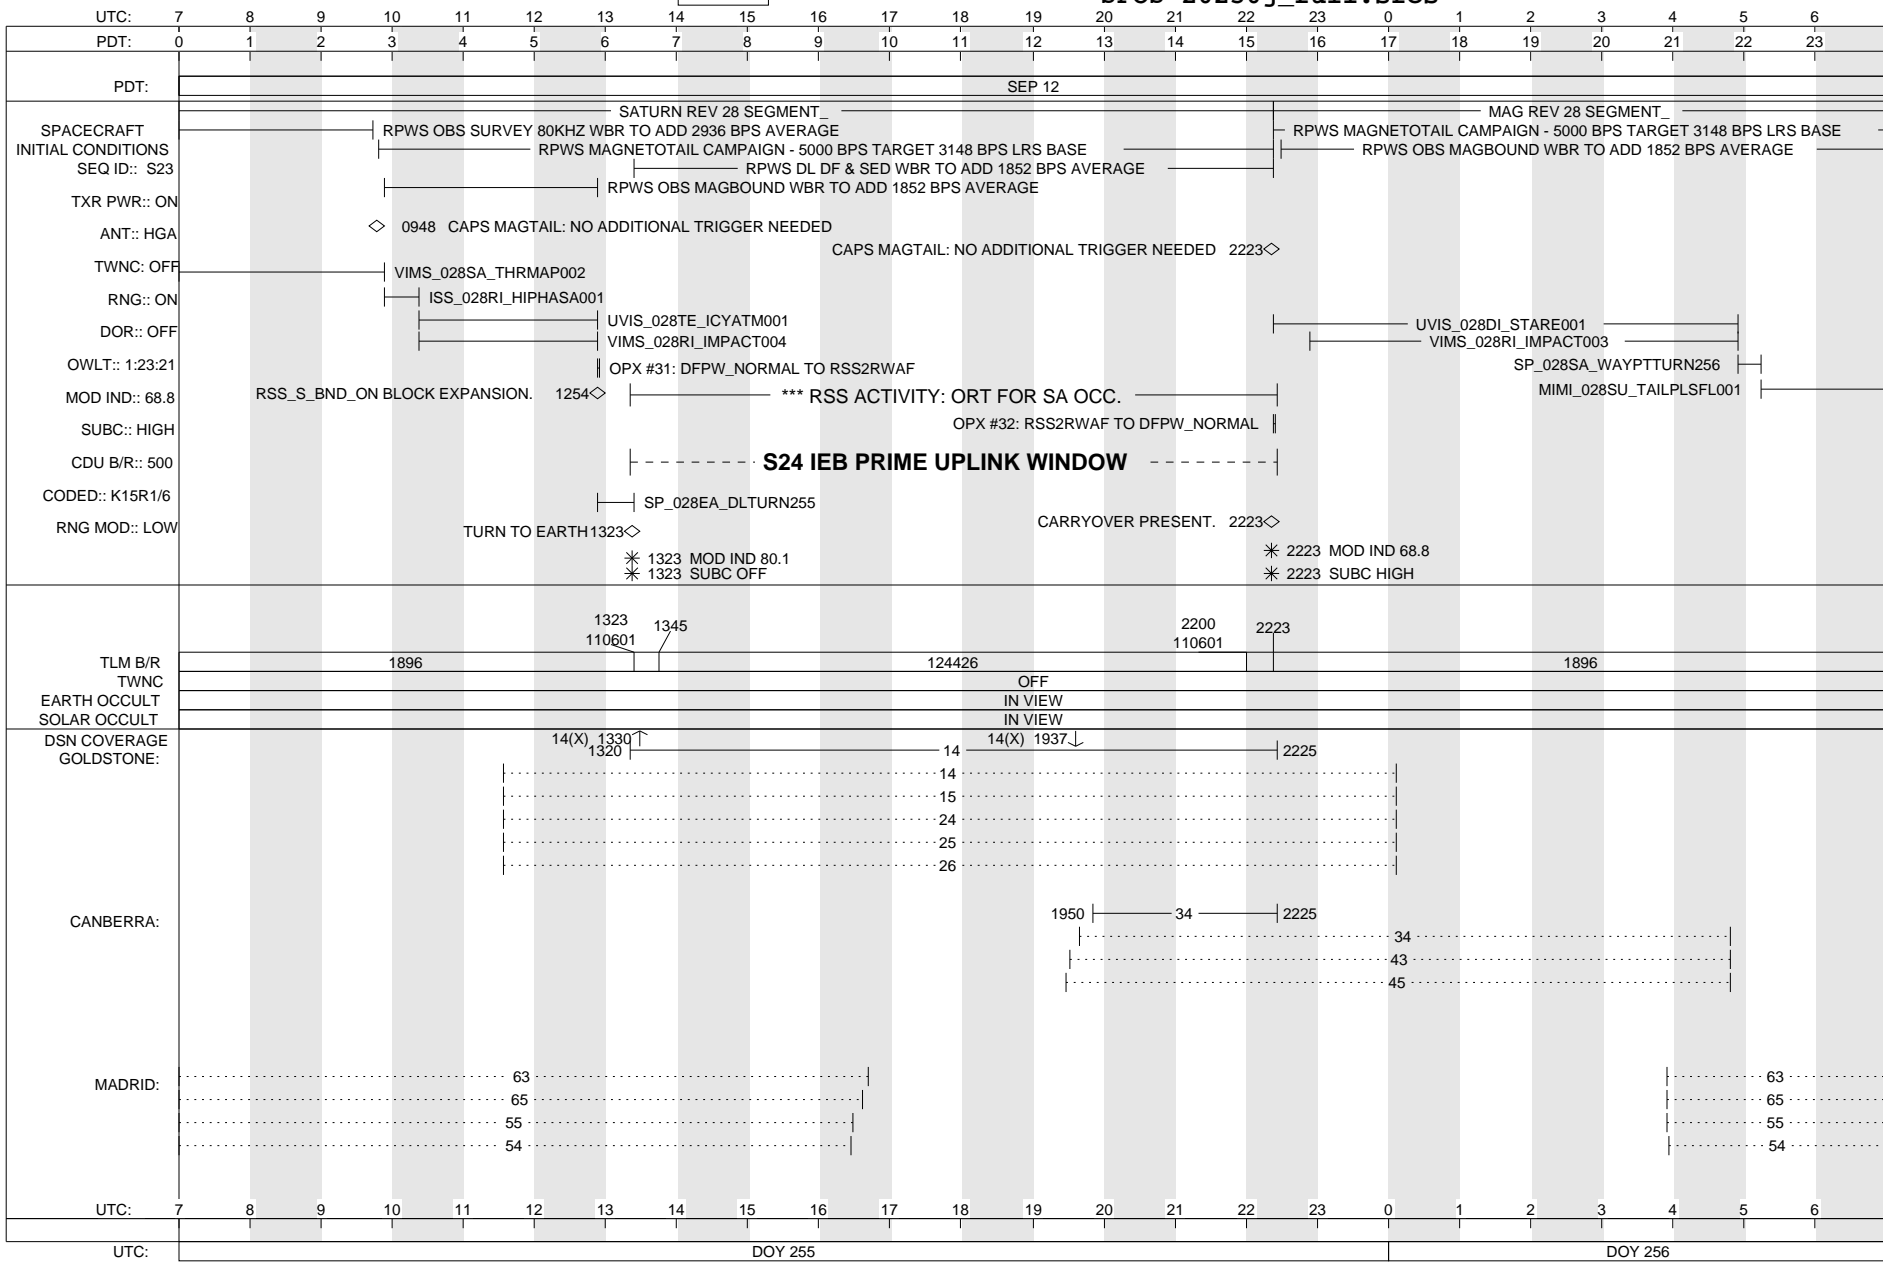 UTC: 7 8 9 10 11 12 13 14 15 16 17 18 19 20 21 22 23 0 1 2 3 4 5 6
PDT: 0 1 2 3 4 5 6 7 8 9 10 11 12 13 14 15 16 17 18 19 20 21 22 23
PDT: SEP 12
SATURN REV 28 SEGMENT_ MAG REV 28 SEGMENT_
SPACECRAFT RPWS OBS SURVEY 80KHZ WBR TO ADD 2936 BPS AVERAGE RPWS MAGNETOTAIL CAMPAIGN - 5000 BPS TARGET 3148 BPS LRS BASE
INITIAL CONDITIONS RPWS MAGNETOTAIL CAMPAIGN - 5000 BPS TARGET 3148 BPS LRS BASE RPWS OBS MAGBOUND WBR TO ADD 1852 BPS AVERAGE
SEQ ID:: S23 RPWS DL DF & SED WBR TO ADD 1852 BPS AVERAGE
RPWS OBS MAGBOUND WBR TO ADD 1852 BPS AVERAGE
TXR PWR:: ON
0948 CAPS MAGTAIL: NO ADDITIONAL TRIGGER NEEDED
ANT:: HGA
CAPS MAGTAIL: NO ADDITIONAL TRIGGER NEEDED 2223
TWNC: OFF VIMS_028SA_THRMAP002
RNG:: ON ISS_028RI_HIPHASA001
UVIS_028TE_ICYATM001 UVIS_028DI_STARE001
DOR:: OFF
VIMS_028RI_IMPACT004 VIMS_028RI_IMPACT003
OWLT:: 1:23:21 OPX #31: DFPW_NORMAL TO RSS2RWAF SP_028SA_WAYPTTURN256
RSS_S_BND_ON BLOCK EXPANSION. 1254 *** RSS ACTIVITY: ORT FOR SA OCC. MIMI_028SU_TAILPLSFL001
MOD IND:: 68.8
OPX #32: RSS2RWAF TO DFPW_NORMAL
SUBC:: HIGH
CDU B/R:: 500 S24 IEB PRIME UPLINK WINDOW
CODED:: K15R1/6 SP_028EA_DLTURN255
RNG MOD:: LOW TURN TO EARTH 1323 CARRYOVER PRESENT. 2223
1323 MOD IND 80.1 2223 MOD IND 68.8
1323 SUBC OFF 2223 SUBC HIGH
1323 1345 2200 2223
110601 110601
TLM B/R 1896 124426 1896
TWNC OFF
EARTH OCCULT IN VIEW
SOLAR OCCULT IN VIEW
DSN COVERAGE 14(X) 1330 14(X) 1937
GOLDSTONE: 1320 14 2225
14
15
24
25
26
CANBERRA: 1950 34 2225
34
43
45
MADRID: 63 63
65 65
55 55
54 54
UTC: 7 8 9 10 11 12 13 14 15 16 17 18 19 20 21 22 23 0 1 2 3 4 5 6
UTC: DOY 255 DOY 256